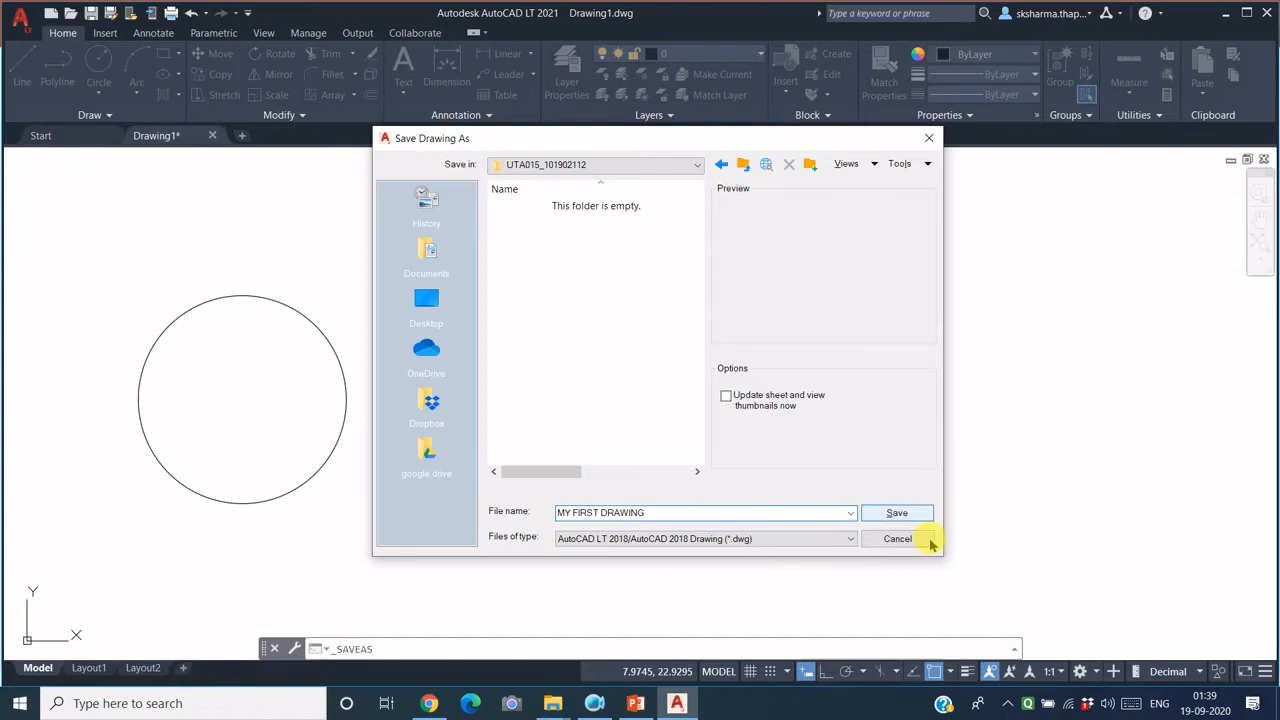 Autodesk AutoCAD LT 2021 Drawing1.dwg
Type a keyword or phrase
sksharma.thap...
Home Insert Annotate Parametric View Manage Output Collaborate
Line
Polyline
Circle
Arc
Move Rotate Trim
Copy Mirror Fillet
Stretch Scale Array
Text
Dimension
Linear
Leader
Table
Layer Properties
0
Make Current
Match Layer
Insert
Create
Edit
Match Properties
ByLayer
ByLayer
ByLayer
Group
Measure
Paste
Draw Modify Annotation Layers Block Properties Groups Utilities Clipboard
Start Drawing1*
Save Drawing As
Save in: UTA015_101902112
Views Tools
History
Documents
Desktop
OneDrive
Dropbox
google drive
Name
This folder is empty.
Preview
Options
Update sheet and view
thumbnails now
File name: MY FIRST DRAWING Save
Files of type: AutoCAD LT 2018/AutoCAD 2018 Drawing (*.dwg) Cancel
Y
X
_SAVEAS
Model Layout1 Layout2
7.9745, 22.9295 MODEL 1:1 Decimal
Type here to search
ENG
01:39
19-09-2020